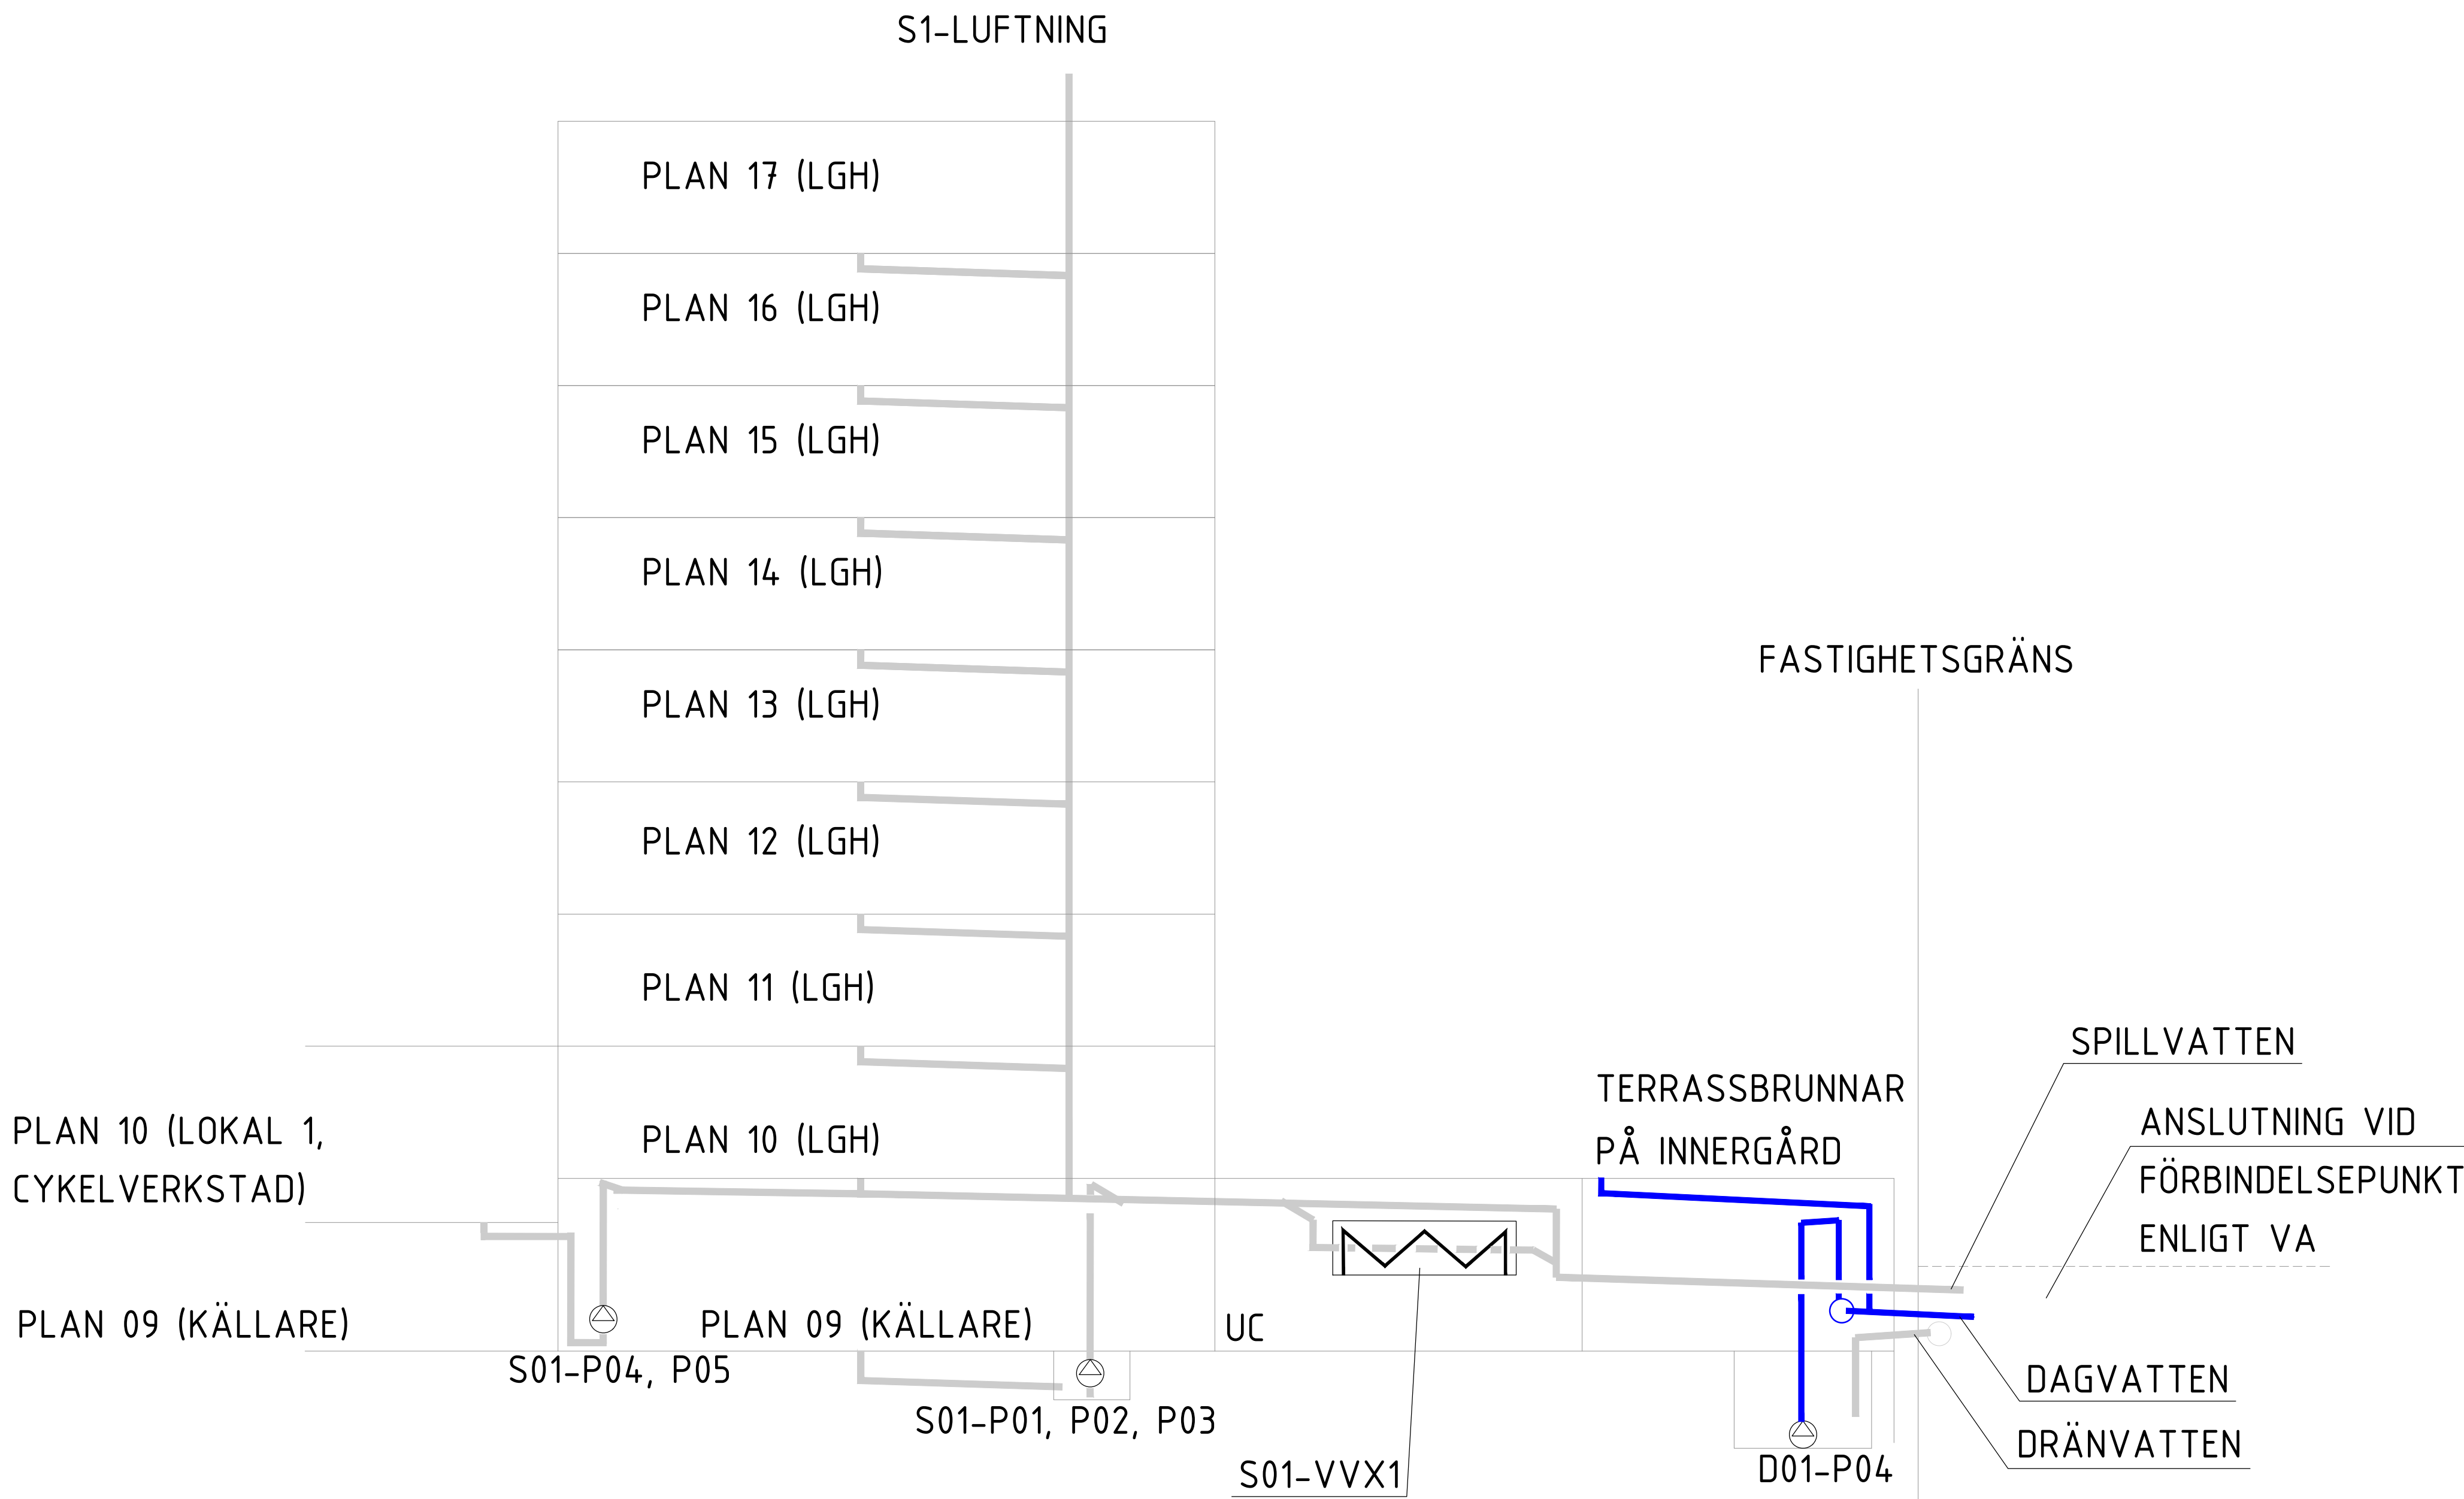 S1-LUFTNING
PLAN 17 (LGH)
PLAN 16 (LGH)
PLAN 15 (LGH)
PLAN 14 (LGH)
PLAN 13 (LGH)
PLAN 12 (LGH)
PLAN 11 (LGH)
PLAN 10 (LGH)
PLAN 10 (LOKAL 1,
CYKELVERKSTAD)
PLAN 09 (KÄLLARE)
PLAN 09 (KÄLLARE)
UC
S01-P04, P05
S01-P01, P02, P03
S01-VVX1
FASTIGHETSGRÄNS
TERRASSBRUNNAR
PÅ INNERGÅRD
SPILLVATTEN
ANSLUTNING VID
FÖRBINDELSEPUNKT
ENLIGT VA
DAGVATTEN
DRÄNVATTEN
D01-P04